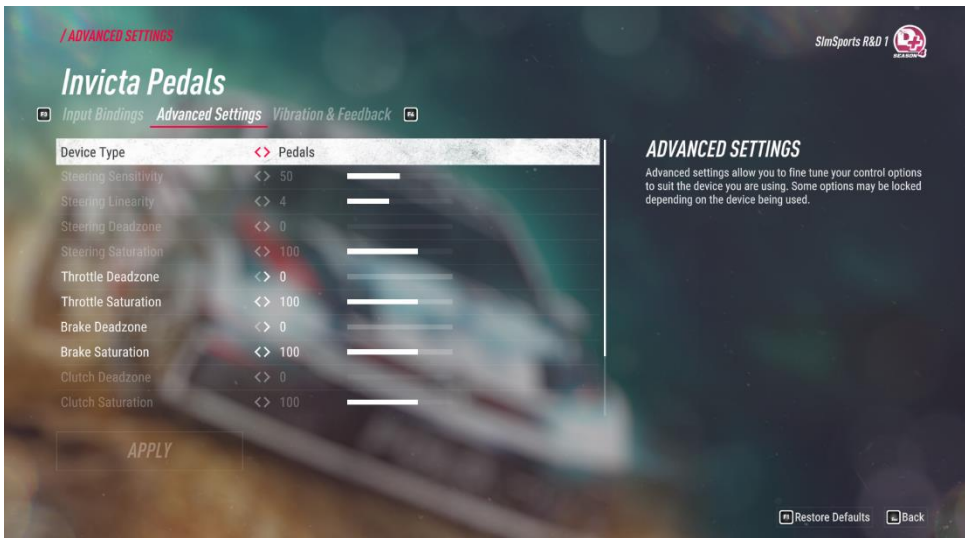 / ADVANCED SETTINGS
SImSports R&D 1
SEASON 4
Invicta Pedals
F3 Input Bindings Advanced Settings Vibration & Feedback F4
Device Type <> Pedals
Steering Sensitivity <> 50
Steering Linearity <> 4
Steering Deadzone <> 0
Steering Saturation <> 100
Throttle Deadzone <> 0
Throttle Saturation <> 100
Brake Deadzone <> 0
Brake Saturation <> 100
Clutch Deadzone <> 0
Clutch Saturation <> 100
APPLY
ADVANCED SETTINGS
Advanced settings allow you to fine tune your control options
to suit the device you are using. Some options may be locked
depending on the device being used.
Restore Defaults Back